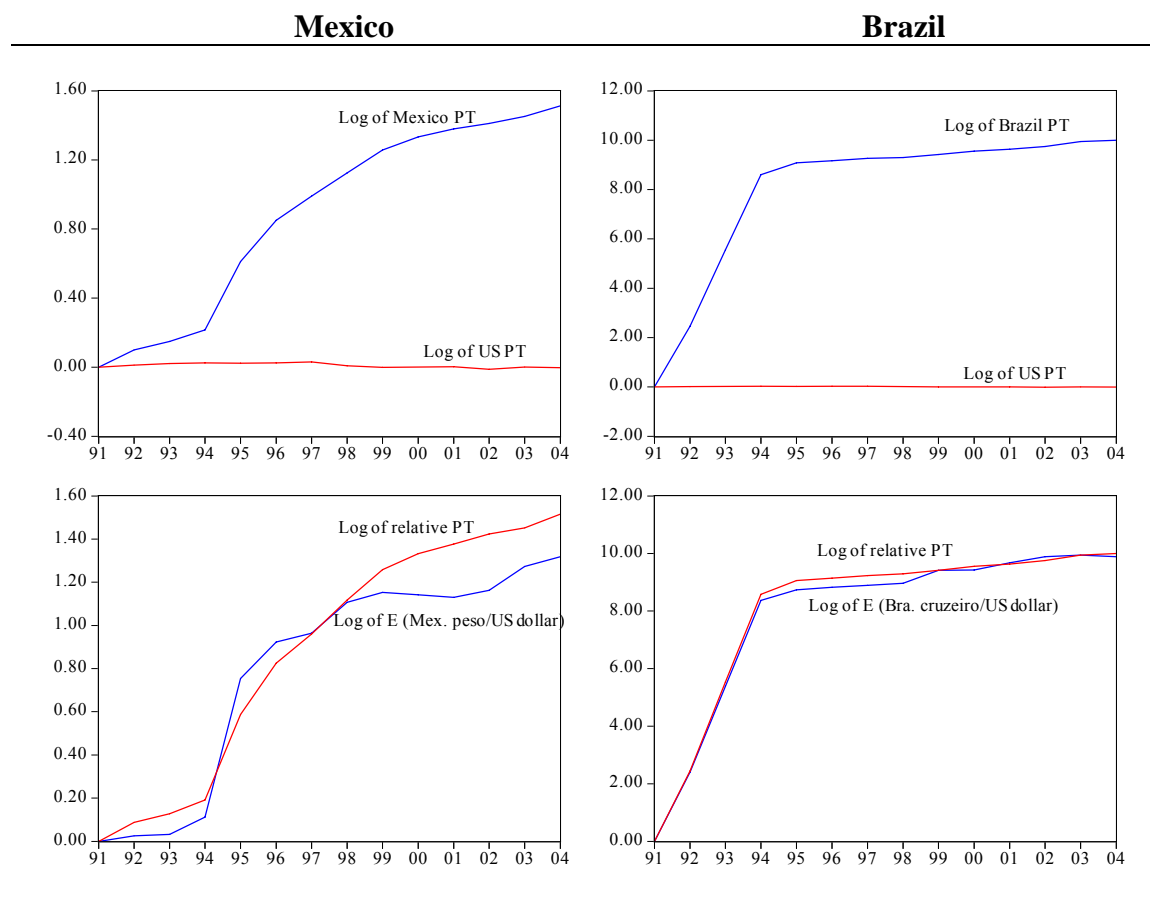 Mexico
Brazil
1.60
1.20
0.80
0.40
0.00
-0.40
Log of Mexico PT
Log of US PT
91 92 93 94 95 96 97 98 99 00 01 02 03 04
12.00
10.00
8.00
6.00
4.00
2.00
0.00
-2.00
Log of Brazil PT
Log of US PT
91 92 93 94 95 96 97 98 99 00 01 02 03 04
1.60
1.40
1.20
1.00
0.80
0.60
0.40
0.20
0.00
Log of relative PT
Log of E (Mex. peso/US dollar)
91 92 93 94 95 96 97 98 99 00 01 02 03 04
12.00
10.00
8.00
6.00
4.00
2.00
0.00
Log of relative PT
Log of E (Bra. cruzeiro/US dollar)
91 92 93 94 95 96 97 98 99 00 01 02 03 04